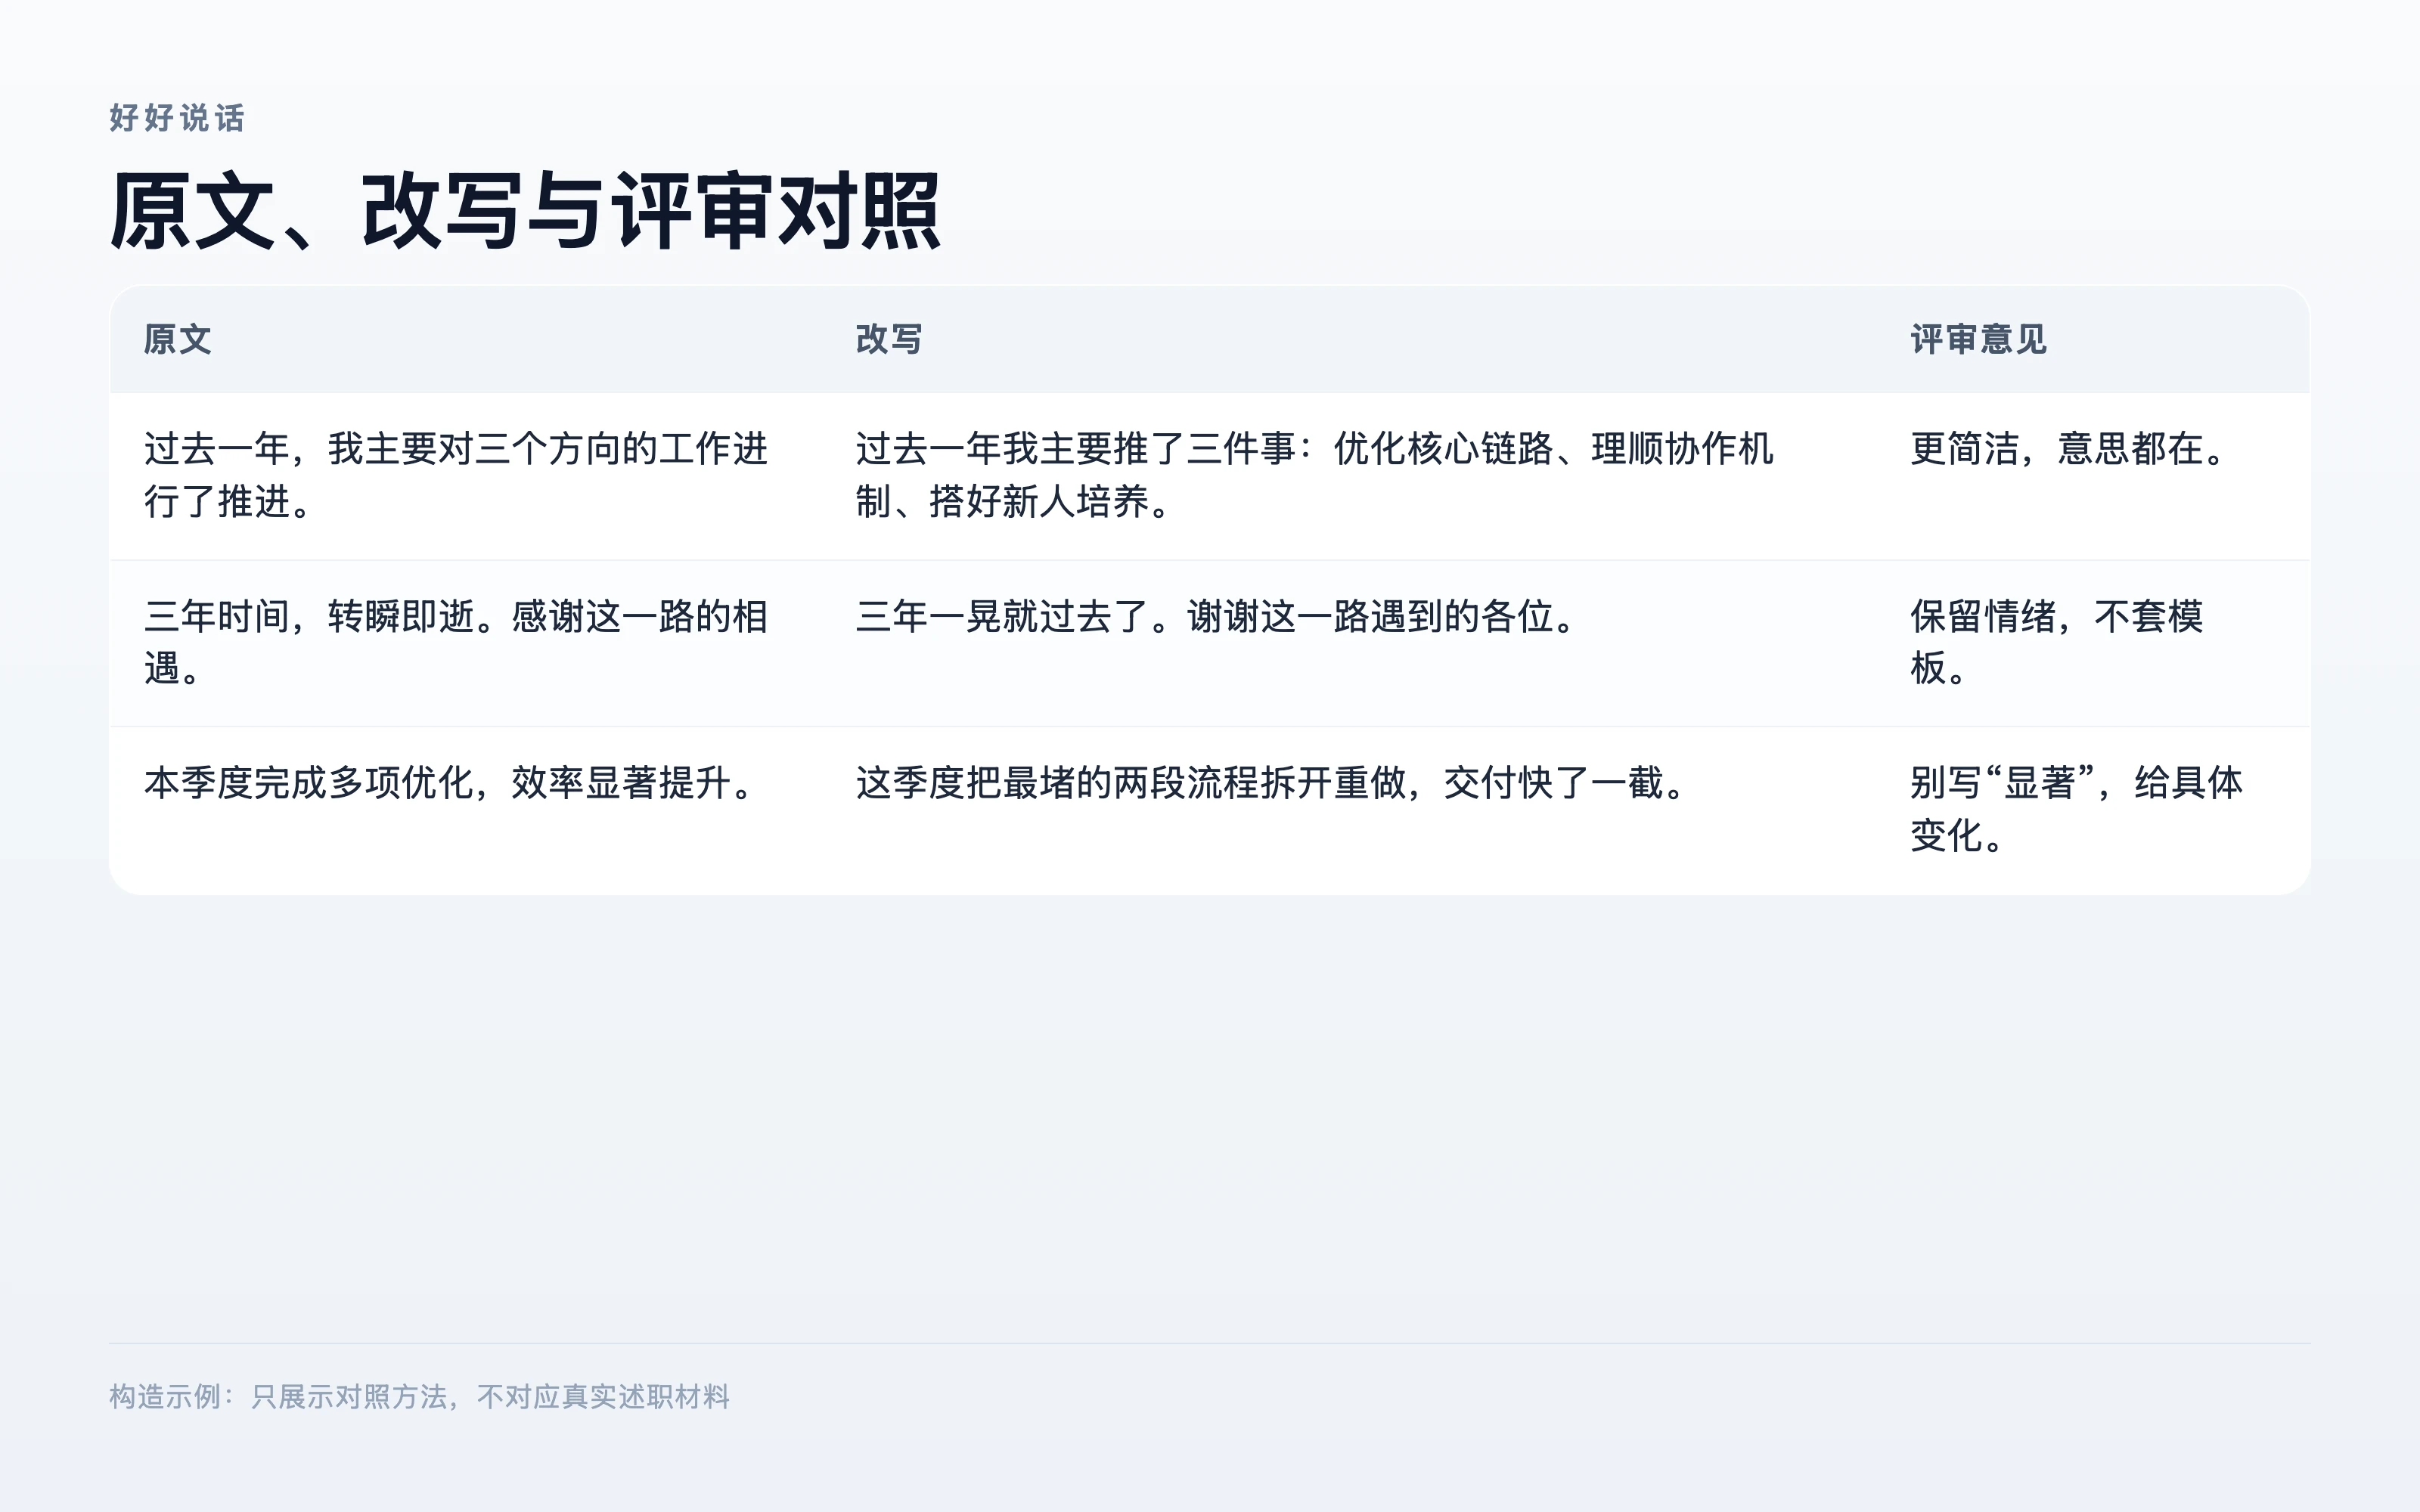 好好说话
原文、改写与评审对照
原文
改写
评审意见
过去一年，我主要对三个方向的工作进
行了推进。
过去一年我主要推了三件事：优化核心链路、理顺协作机
制、搭好新人培养。
更简洁，意思都在。
三年时间，转瞬即逝。感谢这一路的相
遇。
三年一晃就过去了。谢谢这一路遇到的各位。
保留情绪，不套模
板。
本季度完成多项优化，效率显著提升。
这季度把最堵的两段流程拆开重做，交付快了一截。
别写“显著”，给具体
变化。
构造示例：只展示对照方法，不对应真实述职材料